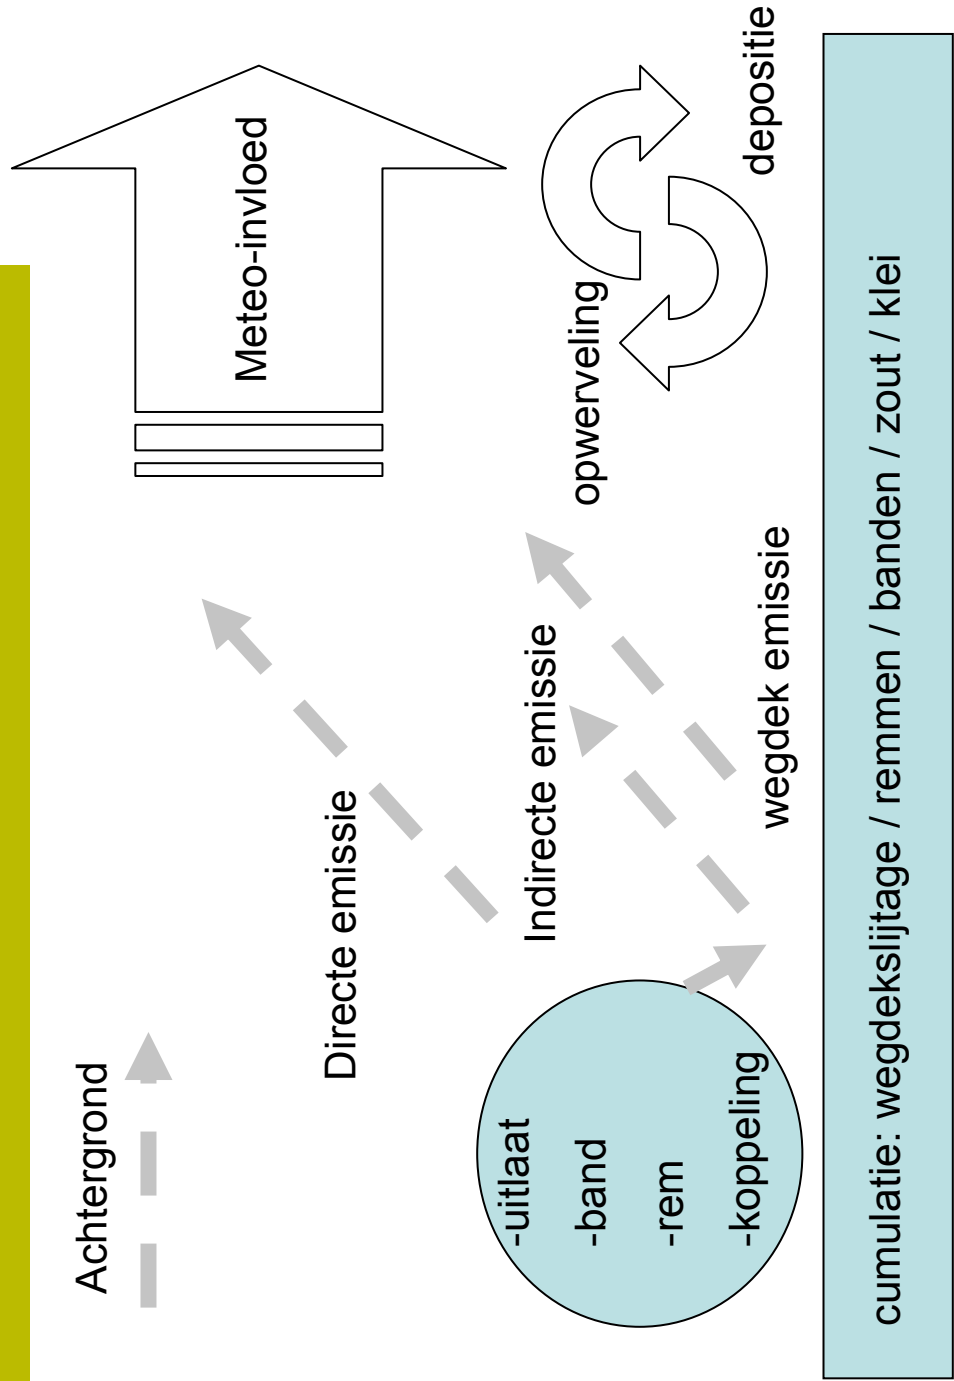 Achtergrond
Meteo-invloed
Directe emissie
Indirecte emissie
opwerveling
depositie
-uitlaat
-band
-rem
-koppeling
wegdek emissie
cumulatie: wegdekslijtage / remmen / banden / zout / klei